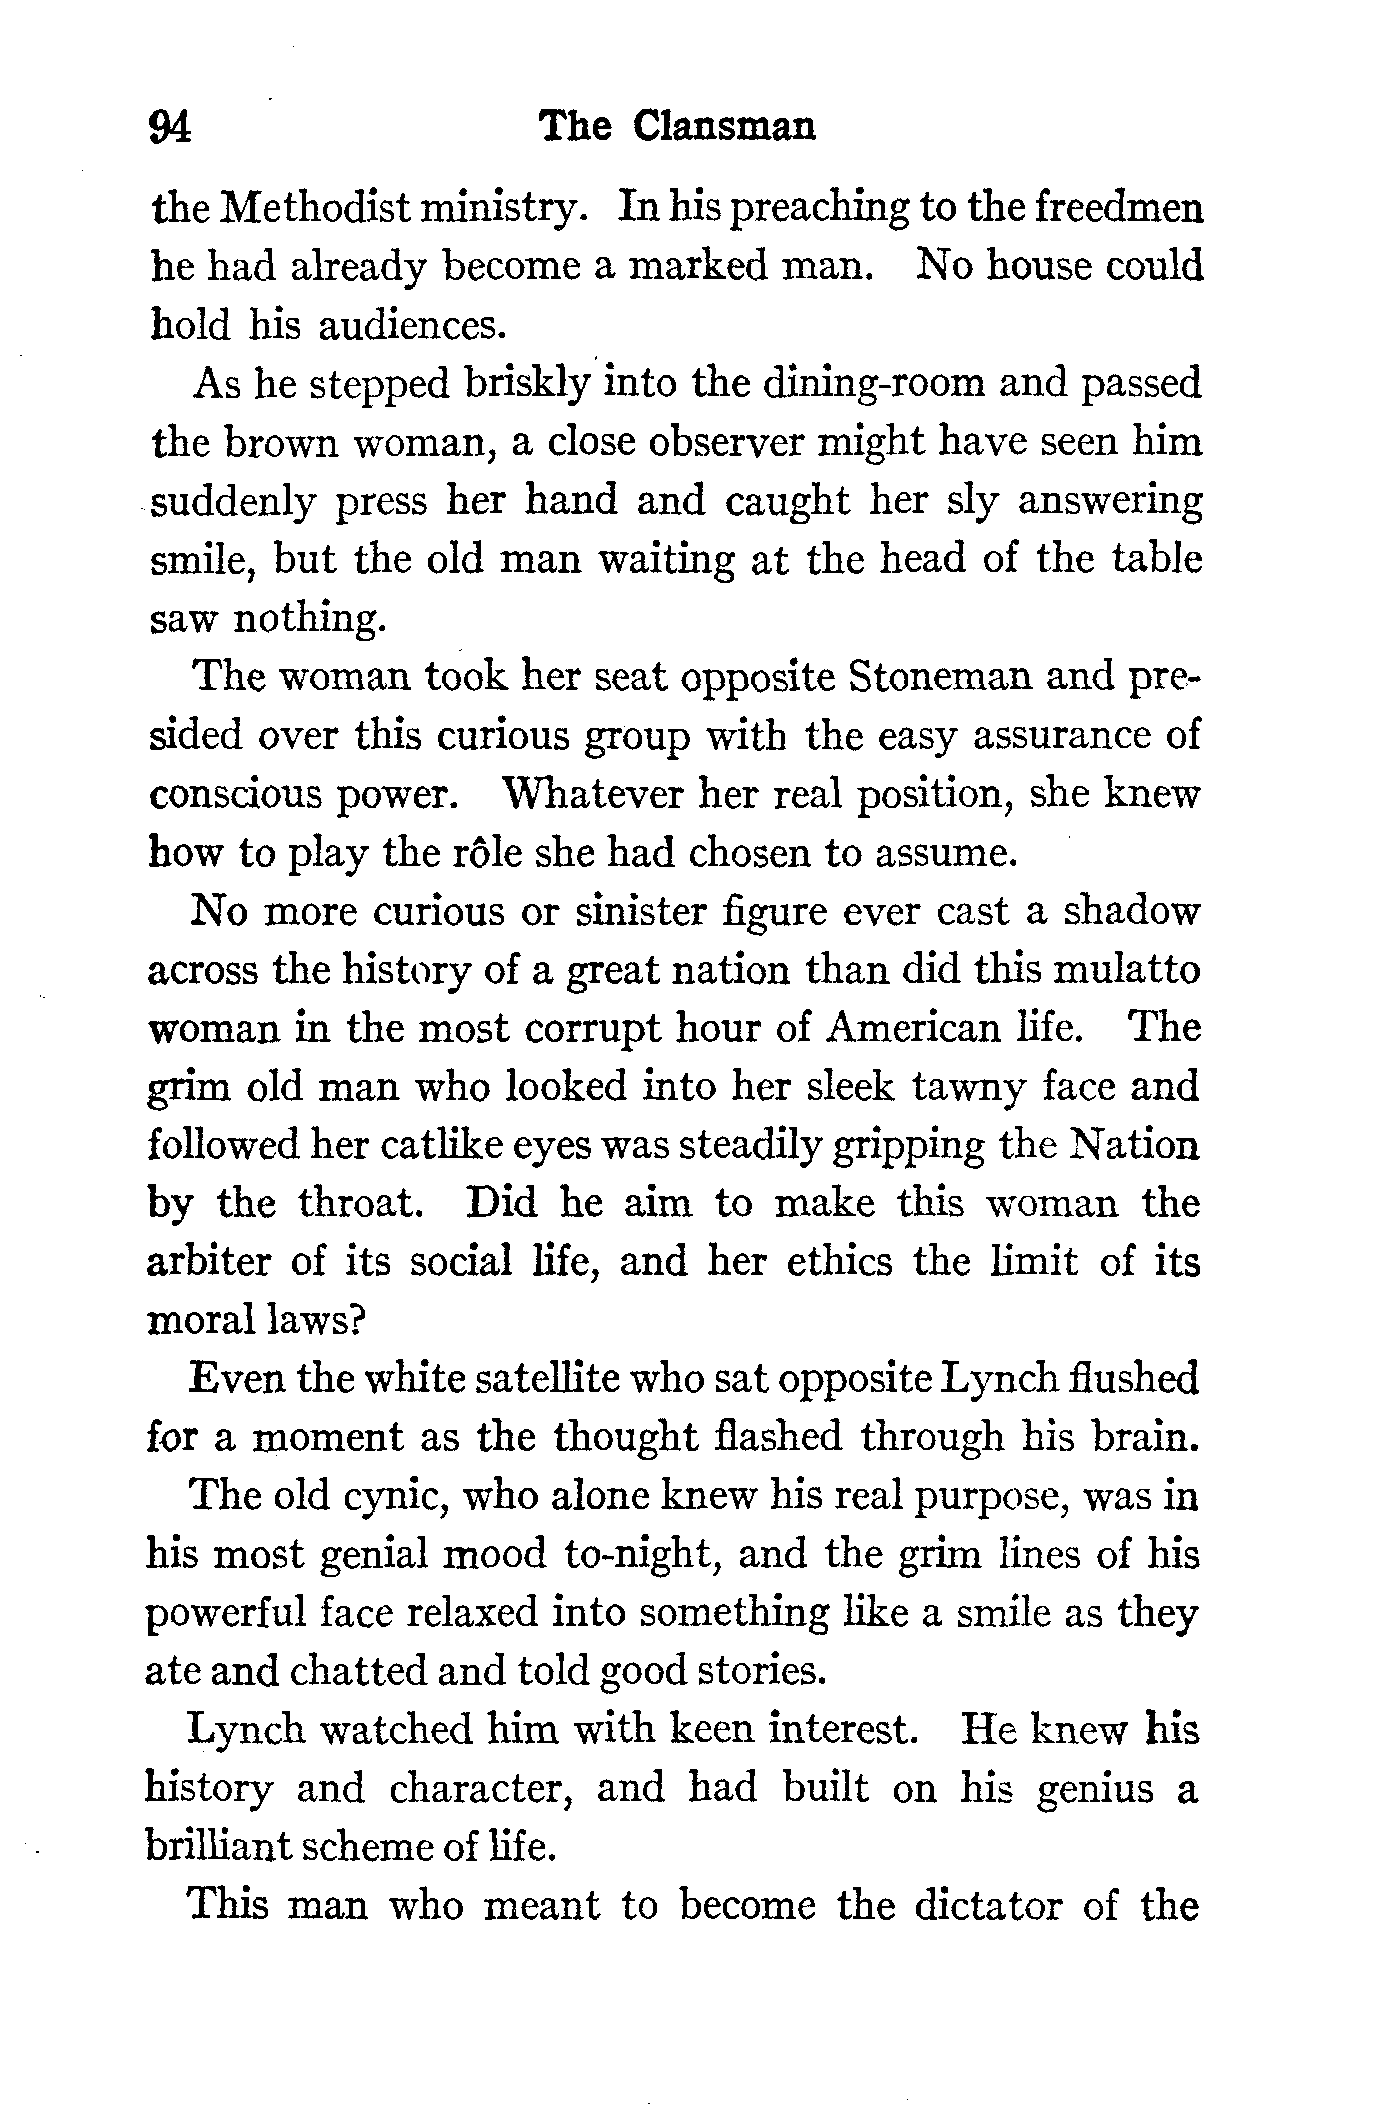 94 The Clansman
the Methodist ministry. In his preaching to the freedmen
he had already become a marked man. No house could
hold his audiences.
As he stepped briskly into the dining-room and passed
the brown woman, a close observer might have seen him
suddenly press her hand and caught her sly answering
smile, but the old man waiting at the head of the table
saw nothing.
The woman took her seat opposite Stoneman and pre-
sided over this curious group with the easy assurance of
conscious power. Whatever her real position, she knew
how to play the rôle she had chosen to assume.
No more curious or sinister figure ever cast a shadow
across the history of a great nation than did this mulatto
woman in the most corrupt hour of American life. The
grim old man who looked into her sleek tawny face and
followed her catlike eyes was steadily gripping the Nation
by the throat. Did he aim to make this woman the
arbiter of its social life, and her ethics the limit of its
moral laws?
Even the white satellite who sat opposite Lynch flushed
for a moment as the thought flashed through his brain.
The old cynic, who alone knew his real purpose, was in
his most genial mood to-night, and the grim lines of his
powerful face relaxed into something like a smile as they
ate and chatted and told good stories.
Lynch watched him with keen interest. He knew his
history and character, and had built on his genius a
brilliant scheme of life.
This man who meant to become the dictator of the